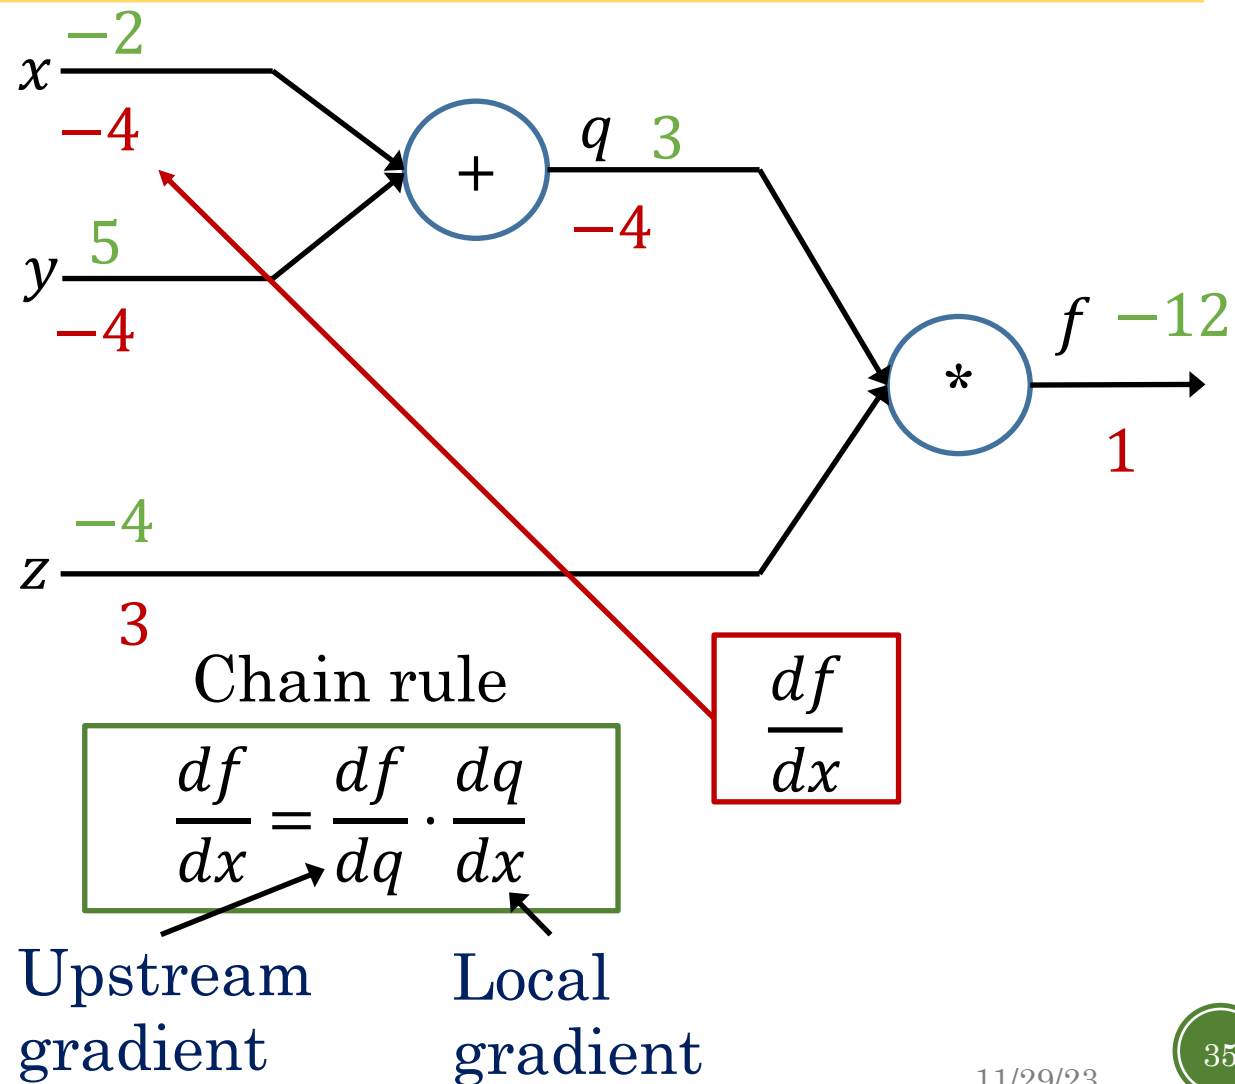 −2
x
−4
5
y
−4
+
q 3
−4
*
f −12
1
−4
z
3
Chain rule
df/dx = df/dq · dq/dx
df/dx
Upstream gradient
Local gradient
11/29/23
35